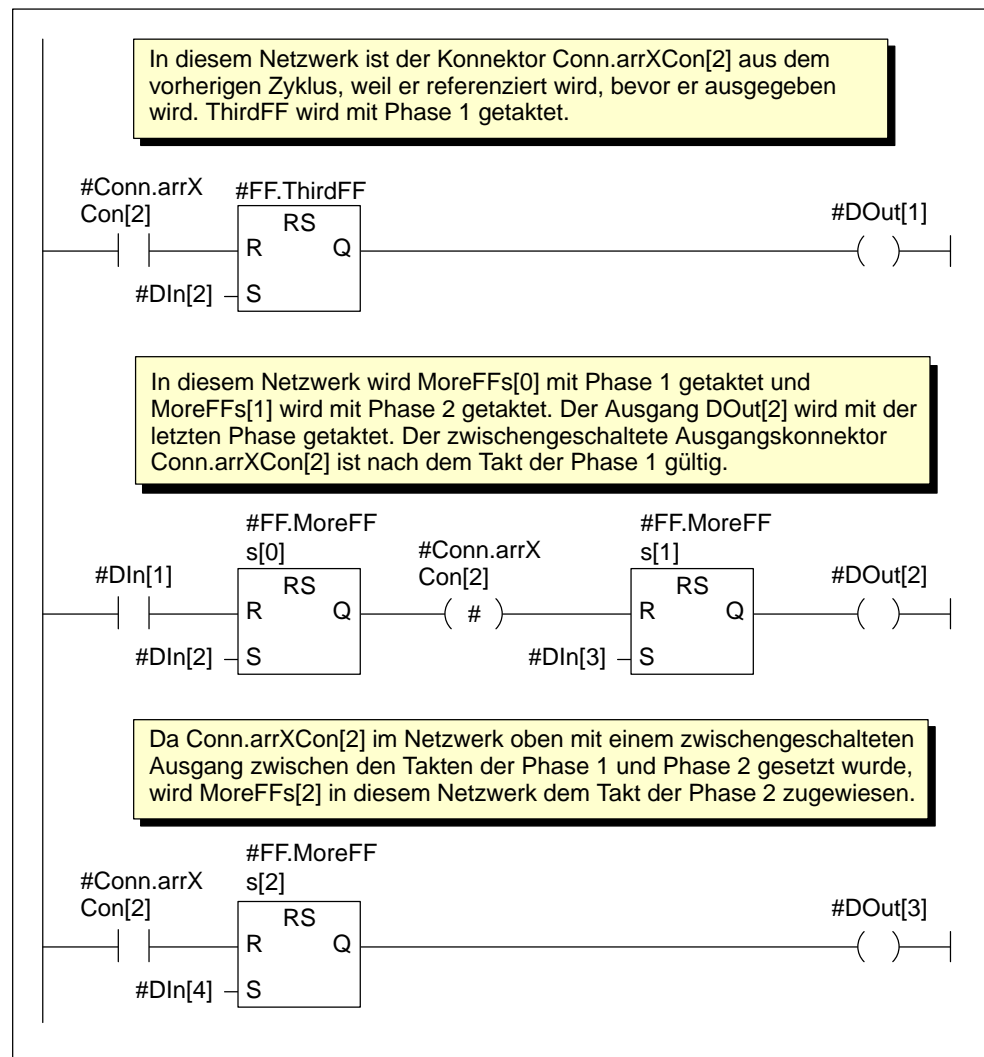 In diesem Netzwerk ist der Konnektor Conn.arrXCon[2] aus dem
vorherigen Zyklus, weil er referenziert wird, bevor er ausgegeben
wird. ThirdFF wird mit Phase 1 getaktet.
#Conn.arrX
Con[2]
#FF.ThirdFF
#DOut[1]
RS
R Q
#DIn[2] S
In diesem Netzwerk wird MoreFFs[0] mit Phase 1 getaktet und
MoreFFs[1] wird mit Phase 2 getaktet. Der Ausgang DOut[2] wird mit der
letzten Phase getaktet. Der zwischengeschaltete Ausgangskonnektor
Conn.arrXCon[2] ist nach dem Takt der Phase 1 gültig.
#DIn[1]
#FF.MoreFF
s[0]
#Conn.arrX
Con[2]
#FF.MoreFF
s[1]
#DOut[2]
RS RS
R Q # R Q
#DIn[2] S #DIn[3] S
Da Conn.arrXCon[2] im Netzwerk oben mit einem zwischengeschalteten
Ausgang zwischen den Takten der Phase 1 und Phase 2 gesetzt wurde,
wird MoreFFs[2] in diesem Netzwerk dem Takt der Phase 2 zugewiesen.
#Conn.arrX
Con[2]
#FF.MoreFF
s[2]
#DOut[3]
RS
R Q
#DIn[4] S